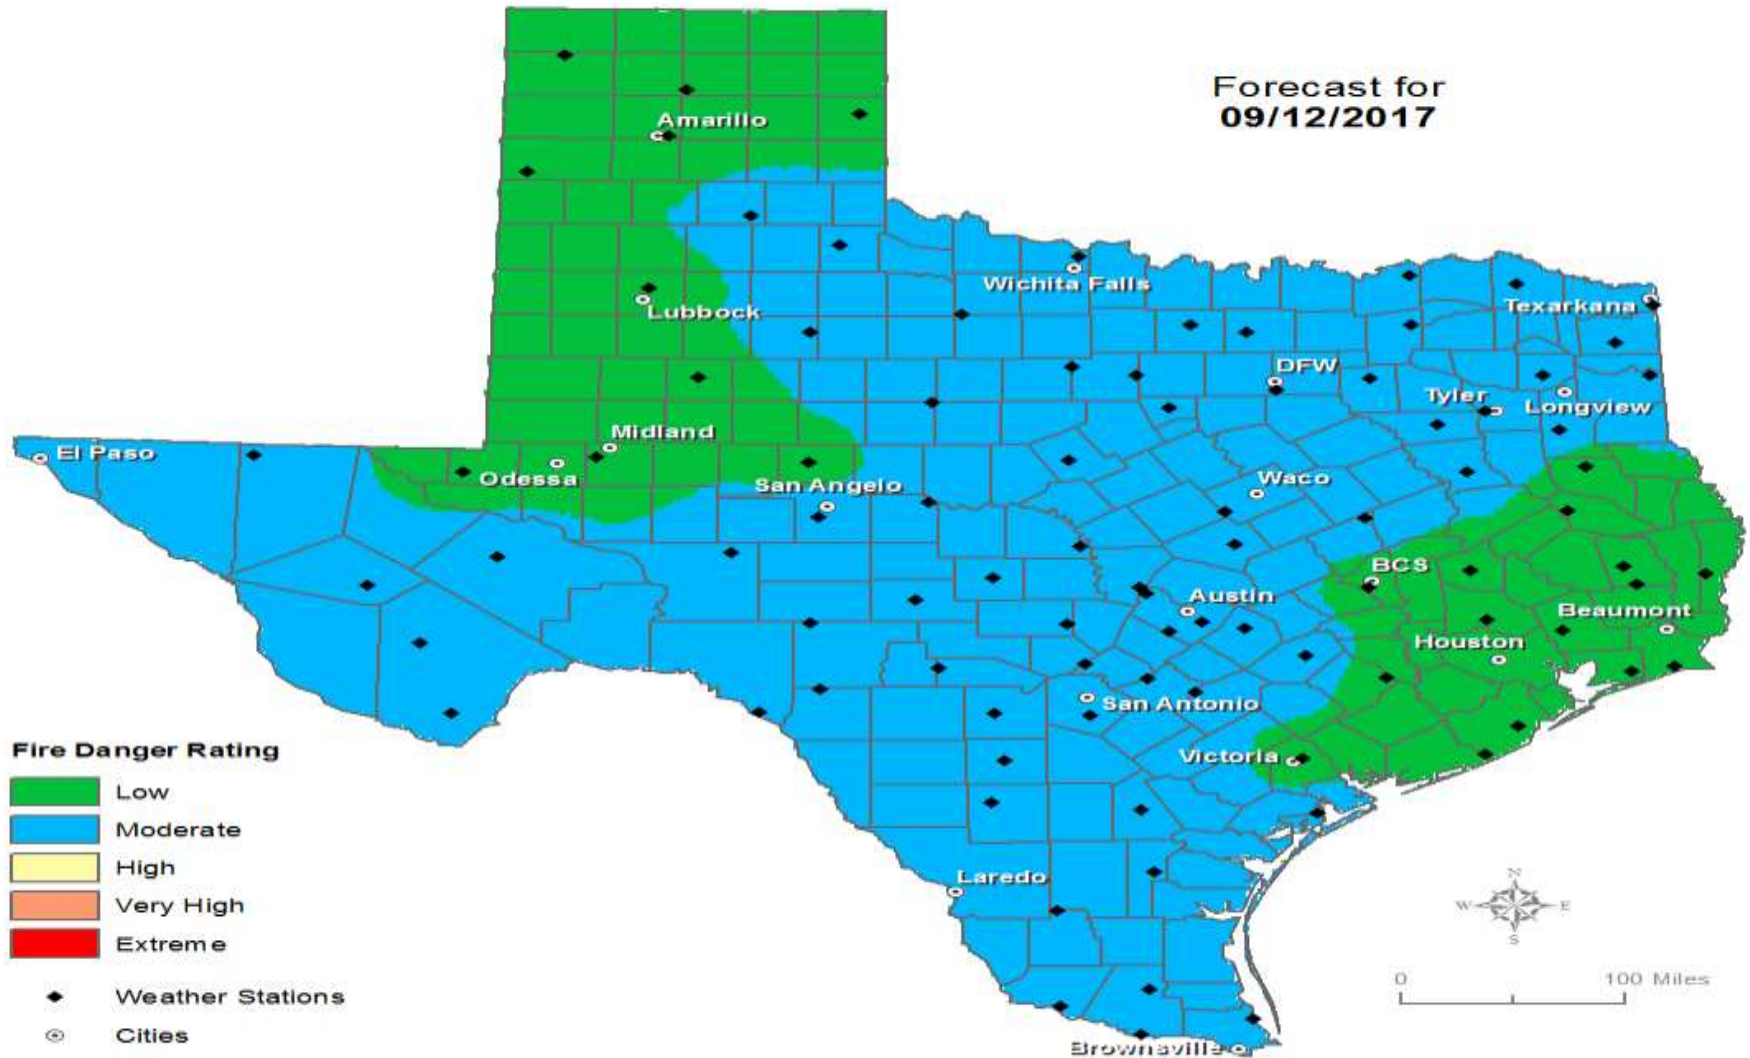 Forecast for
09/12/2017
Amarillo
Wichita Falls
Lubbock
Texarkana
DFW
Tyler
Longview
Midland
El Paso
Odessa
San Angelo
Waco
BCS
Austin
Beaumont
Houston
San Antonio
Victoria
Fire Danger Rating
Low
Moderate
High
Very High
Extreme
Weather Stations
Cities
Laredo
Brownsville
N
W E
S
0 100 Miles